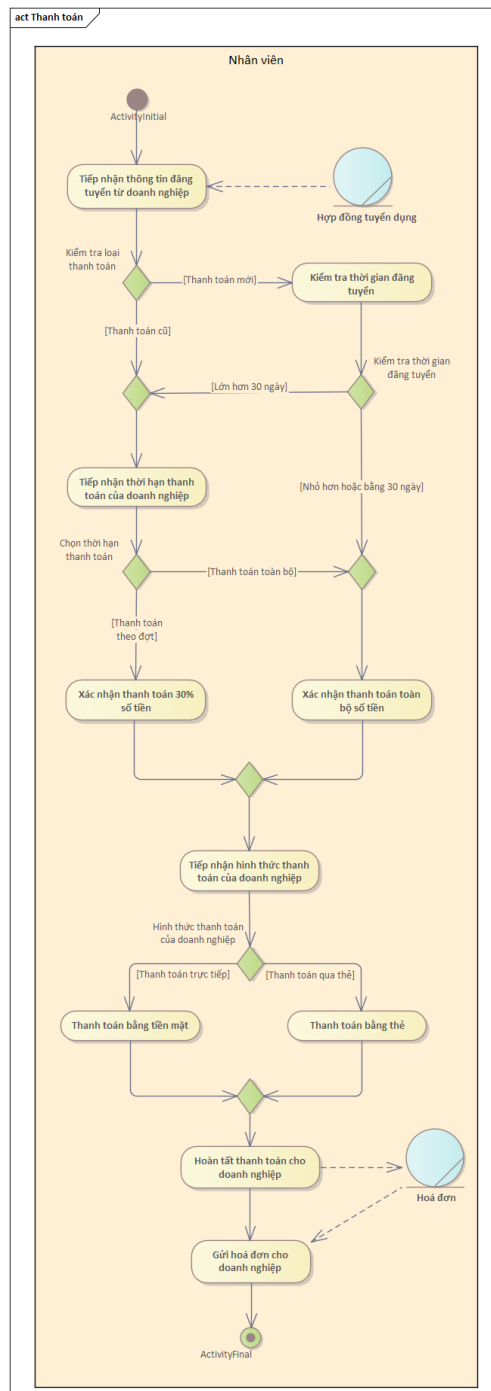 act Thanh toán
Nhân viên
ActivityInitial
Tiếp nhận thông tin đăng
tuyển từ doanh nghiệp
Hợp đồng tuyển dụng
Kiểm tra loại
thanh toán
[Thanh toán mới]
Kiểm tra thời gian đăng
tuyển
[Thanh toán cũ]
Kiểm tra thời gian
đăng tuyển
[Lớn hơn 30 ngày]
Tiếp nhận thời hạn thanh
toán của doanh nghiệp
[Nhỏ hơn hoặc bằng 30 ngày]
Chọn thời hạn
thanh toán
[Thanh toán toàn bộ]
[Thanh toán
theo đợt]
Xác nhận thanh toán 30%
số tiền
Xác nhận thanh toán toàn
bộ số tiền
Tiếp nhận hình thức thanh
toán của doanh nghiệp
Hình thức thanh toán
của doanh nghiệp
[Thanh toán trực tiếp]
[Thanh toán qua thẻ]
Thanh toán bằng tiền mặt
Thanh toán bằng thẻ
Hoàn tất thanh toán cho
doanh nghiệp
Hoá đơn
Gửi hoá đơn cho
doanh nghiệp
ActivityFinal